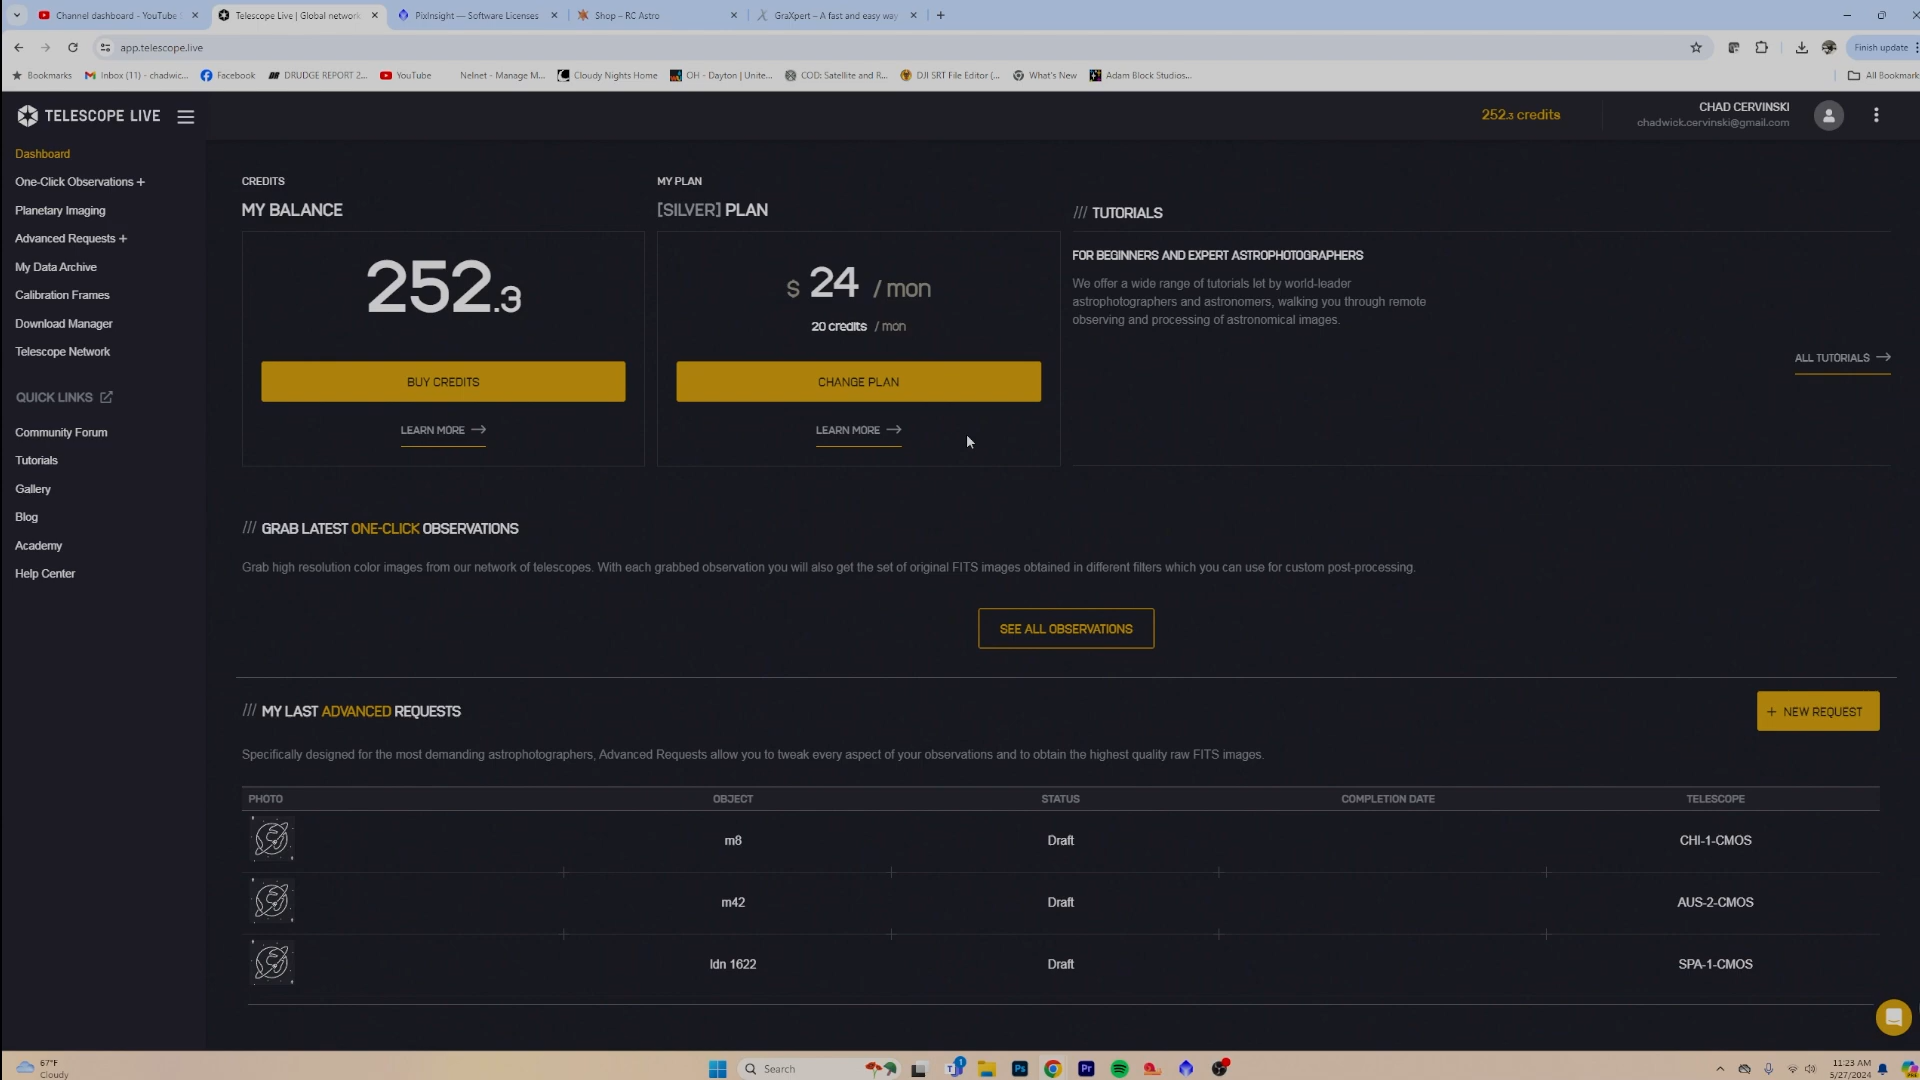 Channel dashboard - YouTube
Telescope Live | Global network
PixInsight — Software Licenses
Shop – RC Astro
GraXpert – A fast and easy way
app.telescope.live
Finish update
Bookmarks
Inbox (11) - chadwic...
Facebook
DRUDGE REPORT 2...
YouTube
Nelnet - Manage M...
Cloudy Nights Home
OH - Dayton | Unite...
COD: Satellite and R...
DJI SRT File Editor (...
What's New
Adam Block Studios...
All Bookmark
TELESCOPE LIVE
252.3 credits
CHAD CERVINSKI
chadwick.cervinski@gmail.com
Dashboard
One-Click Observations +
Planetary Imaging
Advanced Requests +
My Data Archive
Calibration Frames
Download Manager
Telescope Network
QUICK LINKS
Community Forum
Tutorials
Gallery
Blog
Academy
Help Center
CREDITS
MY BALANCE
252.3
BUY CREDITS
LEARN MORE
MY PLAN
[SILVER] PLAN
$ 24 / mon
20 credits / mon
CHANGE PLAN
LEARN MORE
/// TUTORIALS
FOR BEGINNERS AND EXPERT ASTROPHOTOGRAPHERS
We offer a wide range of tutorials let by world-leader
astrophotographers and astronomers, walking you through remote
observing and processing of astronomical images.
ALL TUTORIALS
/// GRAB LATEST ONE-CLICK OBSERVATIONS
Grab high resolution color images from our network of telescopes. With each grabbed observation you will also get the set of original FITS images obtained in different filters which you can use for custom post-processing.
SEE ALL OBSERVATIONS
/// MY LAST ADVANCED REQUESTS
+ NEW REQUEST
Specifically designed for the most demanding astrophotographers, Advanced Requests allow you to tweak every aspect of your observations and to obtain the highest quality raw FITS images.
PHOTO OBJECT STATUS COMPLETION DATE TELESCOPE
m8 Draft CHI-1-CMOS
m42 Draft AUS-2-CMOS
ldn 1622 Draft SPA-1-CMOS
67°F
Cloudy
Search
1
Ps
Pr
11:23 AM
5/27/2024